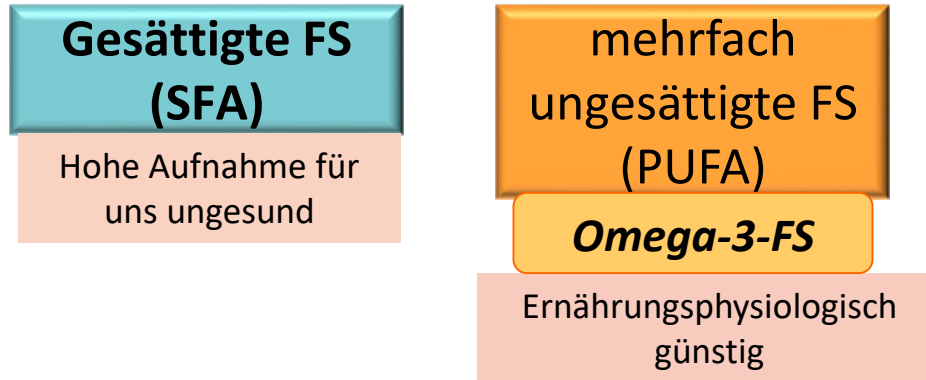 Gesättigte FS
(SFA)
Hohe Aufnahme für
uns ungesund
mehrfach
ungesättigte FS
(PUFA)
Omega-3-FS
Ernährungsphysiologisch
günstig